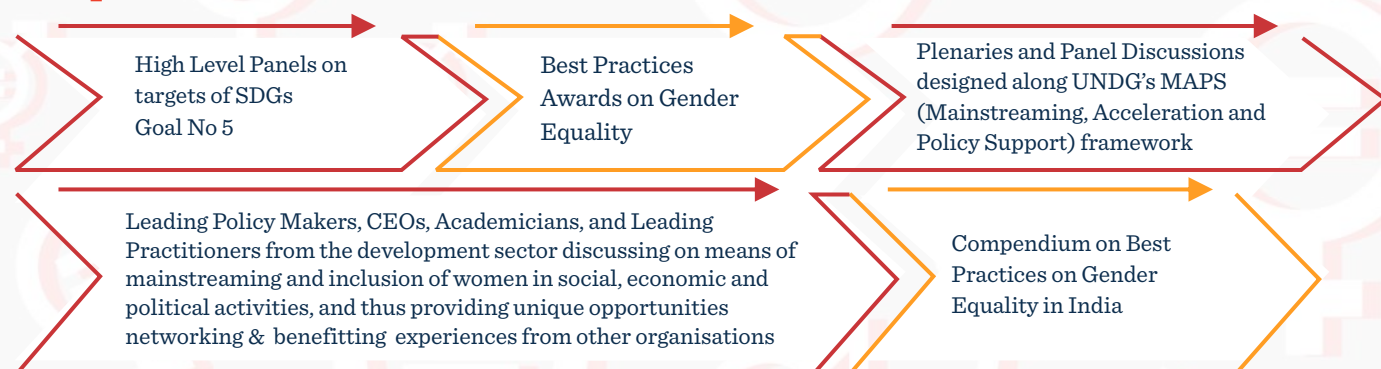 High Level Panels on
targets of SDGs
Goal No 5
Best Practices
Awards on Gender
Equality
Plenaries and Panel Discussions
designed along UNDG’s MAPS
(Mainstreaming, Acceleration and
Policy Support) framework
Leading Policy Makers, CEOs, Academicians, and Leading
Practitioners from the development sector discussing on means of
mainstreaming and inclusion of women in social, economic and
political activities, and thus providing unique opportunities
networking & benefitting experiences from other organisations
Compendium on Best
Practices on Gender
Equality in India